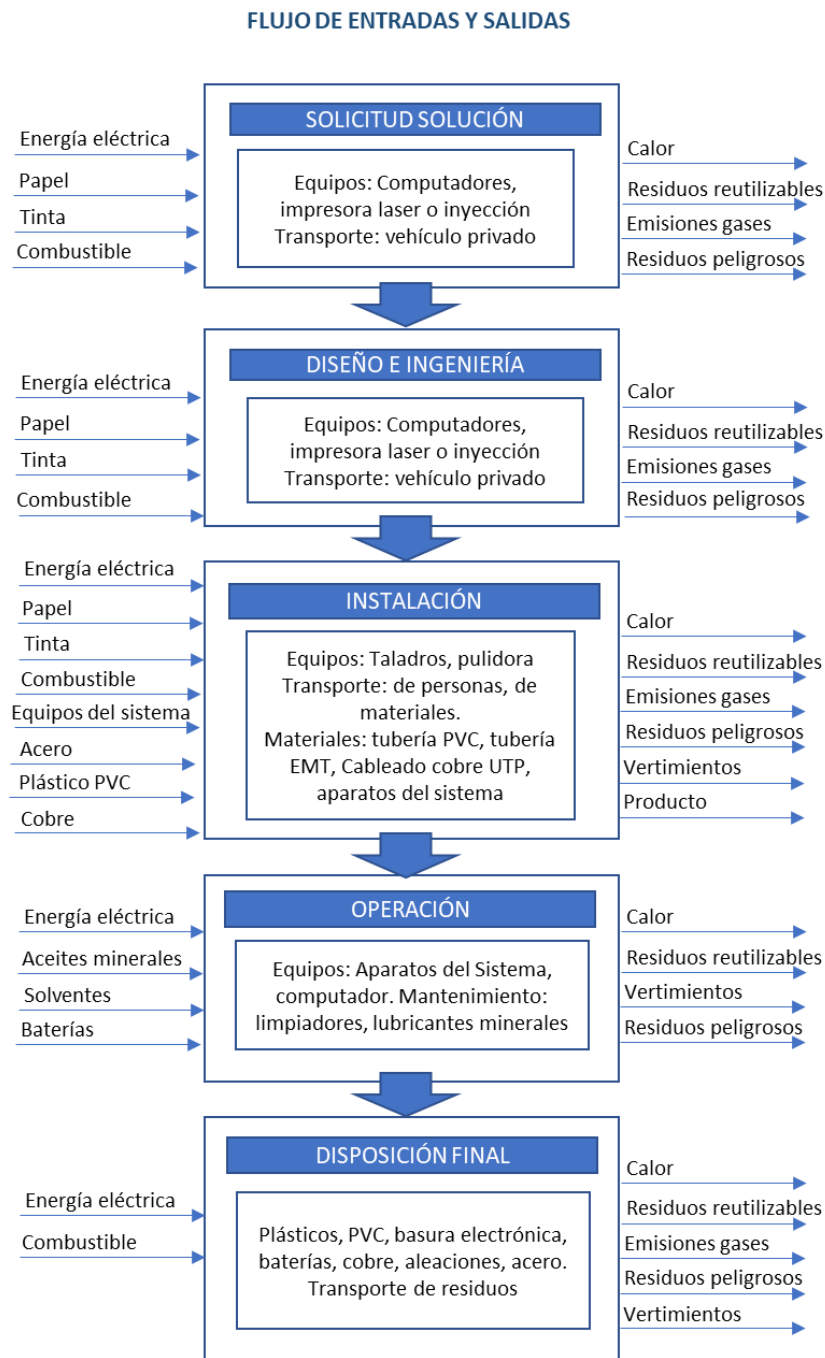 FLUJO DE ENTRADAS Y SALIDAS
SOLICITUD SOLUCIÓN
Energía eléctrica
Papel
Tinta
Combustible
Equipos: Computadores,
impresora laser o inyección
Transporte: vehículo privado
Calor
Residuos reutilizables
Emisiones gases
Residuos peligrosos
DISEÑO E INGENIERÍA
Energía eléctrica
Papel
Tinta
Combustible
Equipos: Computadores,
impresora laser o inyección
Transporte: vehículo privado
Calor
Residuos reutilizables
Emisiones gases
Residuos peligrosos
INSTALACIÓN
Energía eléctrica
Papel
Tinta
Combustible
Equipos del sistema
Acero
Plástico PVC
Cobre
Equipos: Taladros, pulidora
Transporte: de personas, de
materiales.
Materiales: tubería PVC, tubería
EMT, Cableado cobre UTP,
aparatos del sistema
Calor
Residuos reutilizables
Emisiones gases
Residuos peligrosos
Vertimientos
Producto
OPERACIÓN
Energía eléctrica
Aceites minerales
Solventes
Baterías
Equipos: Aparatos del Sistema,
computador. Mantenimiento:
limpiadores, lubricantes minerales
Calor
Residuos reutilizables
Vertimientos
Residuos peligrosos
DISPOSICIÓN FINAL
Energía eléctrica
Combustible
Plásticos, PVC, basura electrónica,
baterías, cobre, aleaciones, acero.
Transporte de residuos
Calor
Residuos reutilizables
Emisiones gases
Residuos peligrosos
Vertimientos